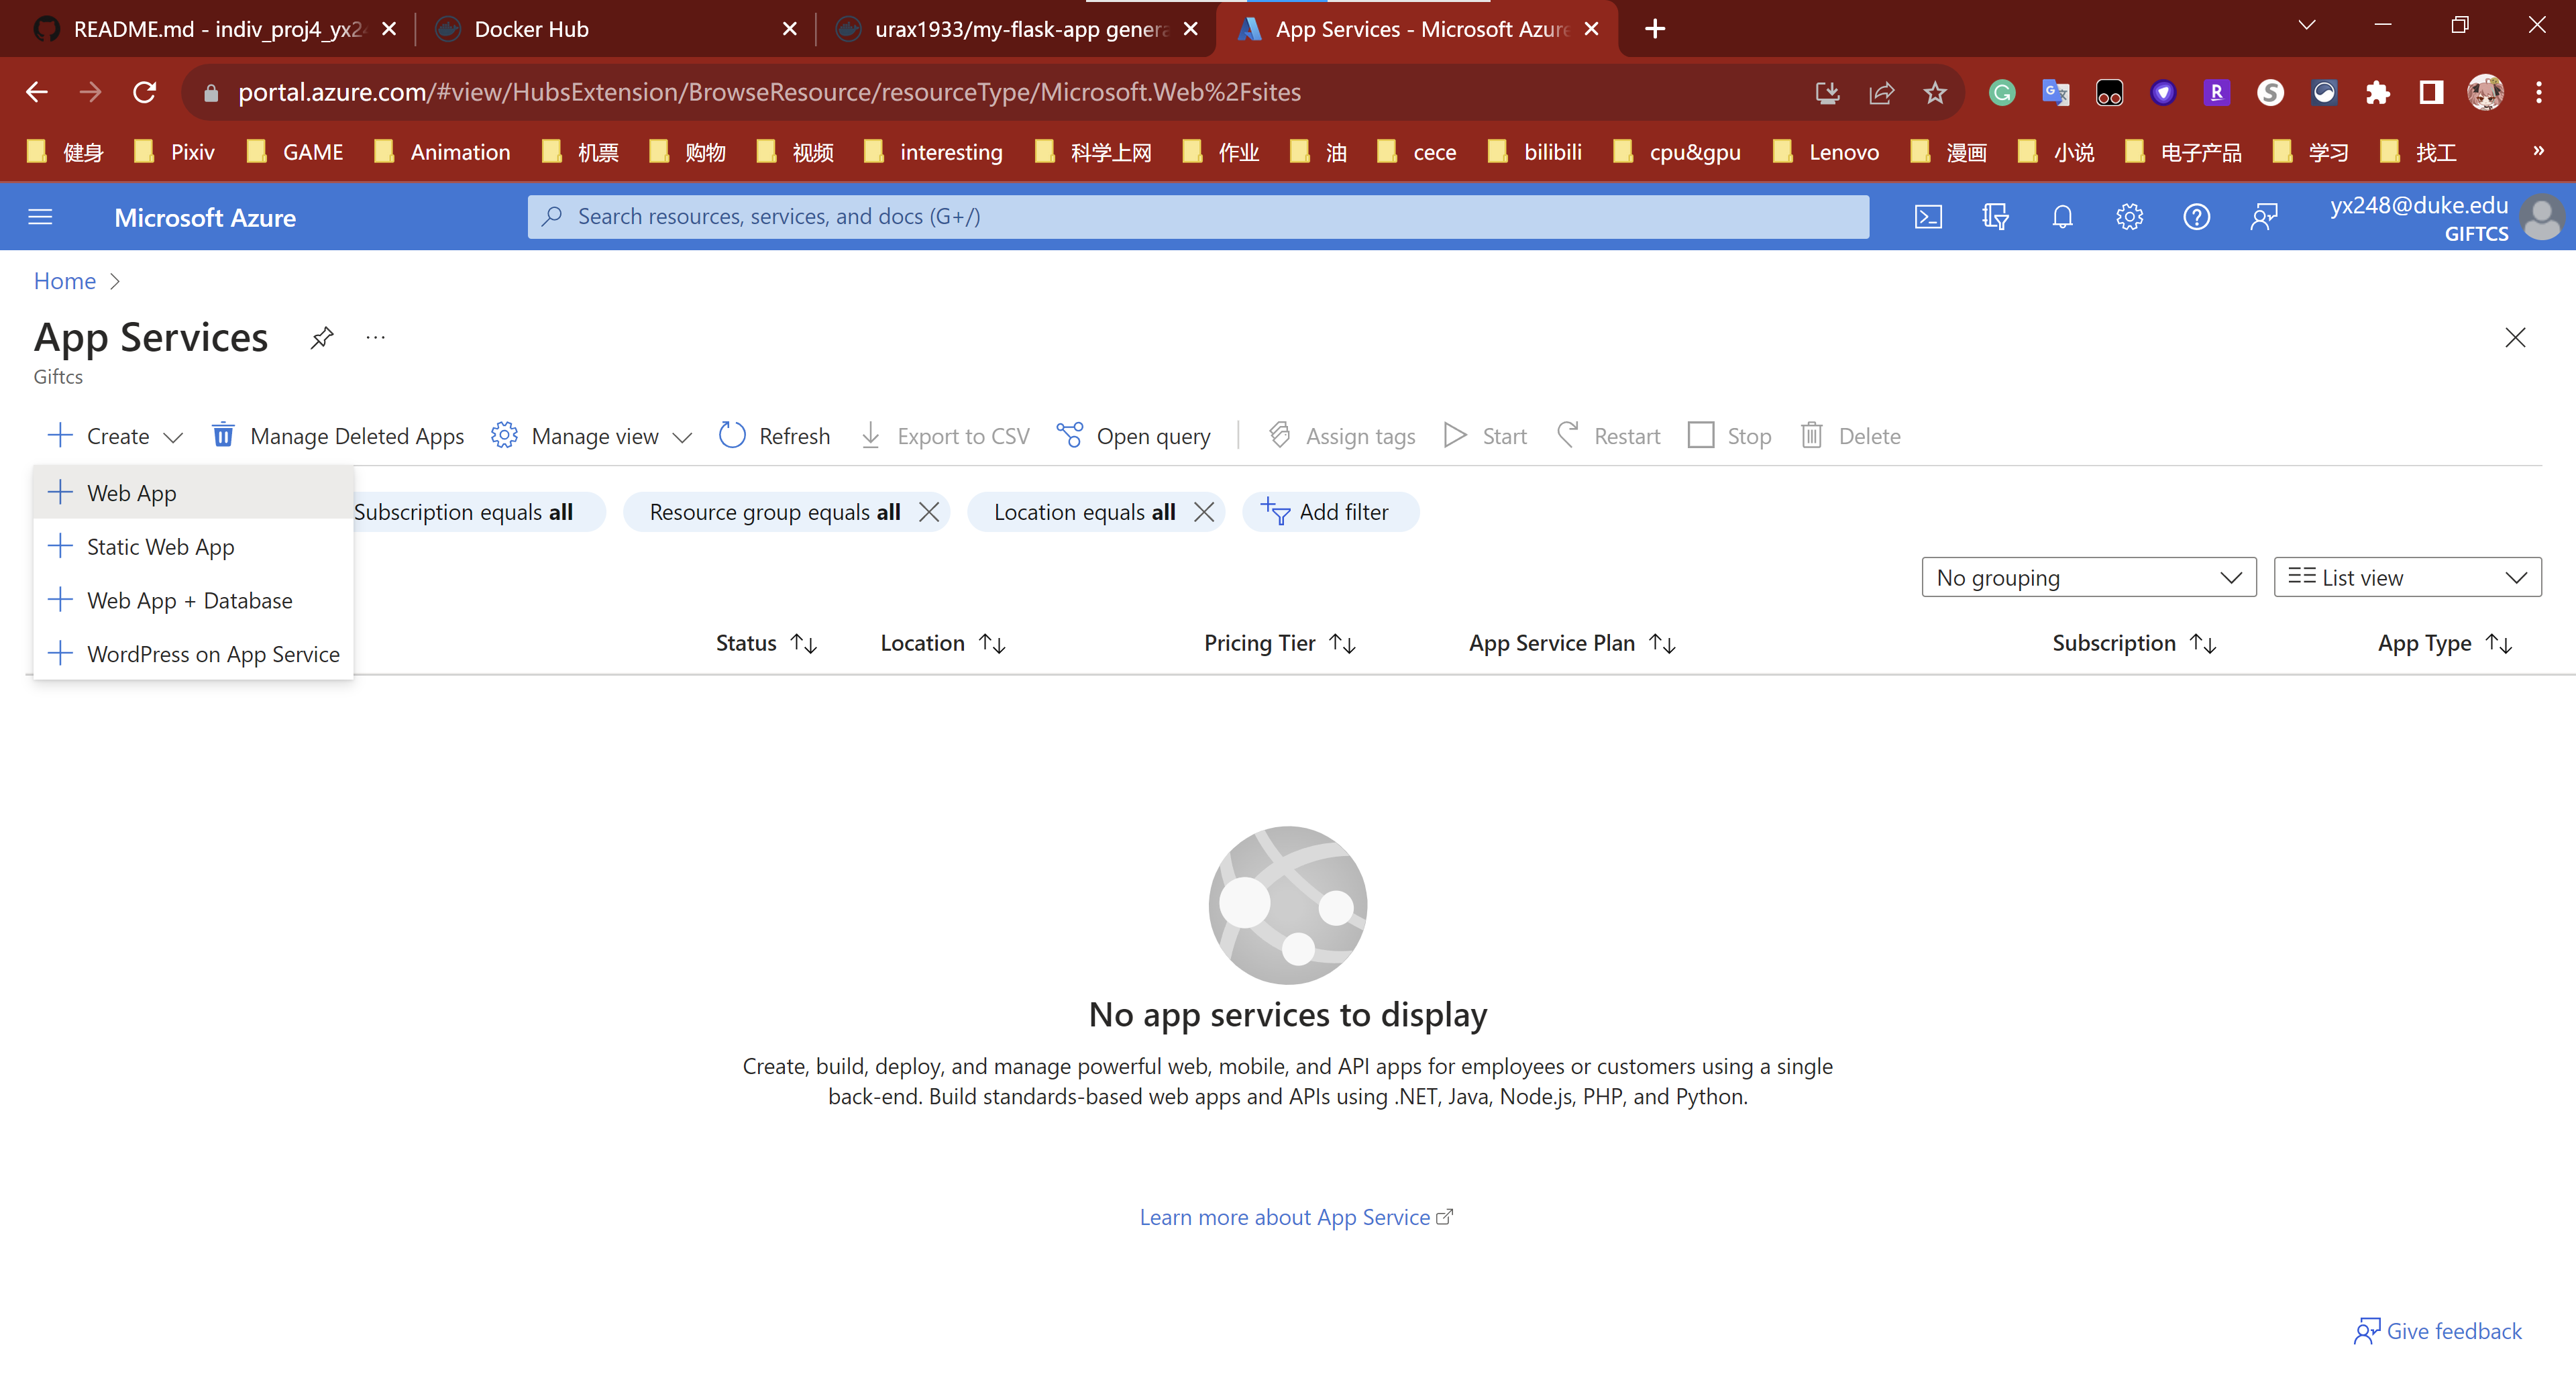 README.md - indiv_proj4_yx24
Docker Hub
urax1933/my-flask-app genera
App Services - Microsoft Azure
portal.azure.com/#view/HubsExtension/BrowseResource/resourceType/Microsoft.Web%2Fsites
健身 Pixiv GAME Animation 机票 购物 视频 interesting 科学上网 作业 油 cece bilibili cpu&gpu Lenovo 漫画 小说 电子产品 学习 找工 »
Microsoft Azure
Search resources, services, and docs (G+/)
yx248@duke.edu
GIFTCS
Home
App Services
Giftcs
Create Manage Deleted Apps Manage view Refresh Export to CSV Open query Assign tags Start Restart Stop Delete
Web App
Static Web App
Web App + Database
WordPress on App Service
Subscription equals all Resource group equals all Location equals all Add filter
No grouping List view
Status Location Pricing Tier App Service Plan Subscription App Type
No app services to display
Create, build, deploy, and manage powerful web, mobile, and API apps for employees or customers using a single
back-end. Build standards-based web apps and APIs using .NET, Java, Node.js, PHP, and Python.
Learn more about App Service
Give feedback